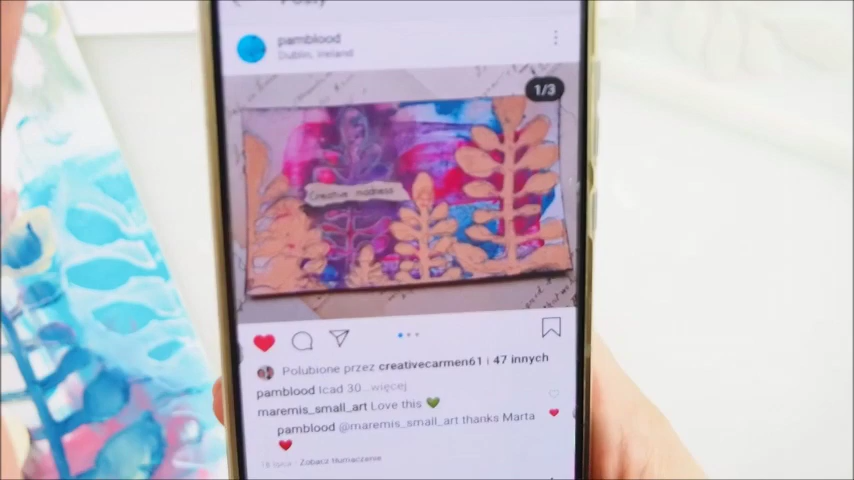 Posty
pamblood
Dublin, Ireland
1/3
Creative madness
Polubione przez creativecarmen61 i 47 innych
pamblood Icad 30...więcej
maremis_small_art Love this 💚
pamblood @maremis_small_art thanks Marta
❤️
18 lipca · Zobacz tłumaczenie